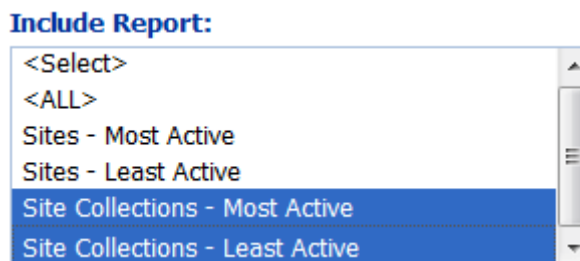 Include Report:
<Select>
<ALL>
Sites - Most Active
Sites - Least Active
Site Collections - Most Active
Site Collections - Least Active